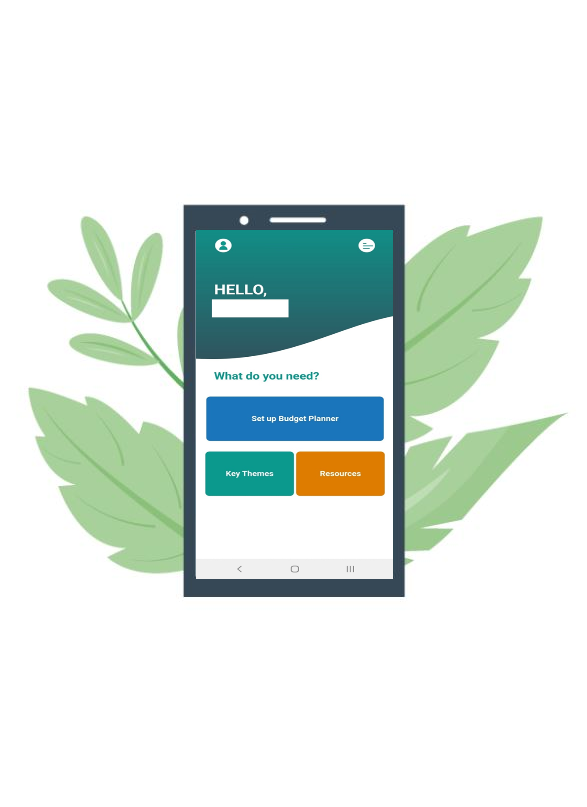 HELLO,
What do you need?
Set up Budget Planner
Key Themes
Resources